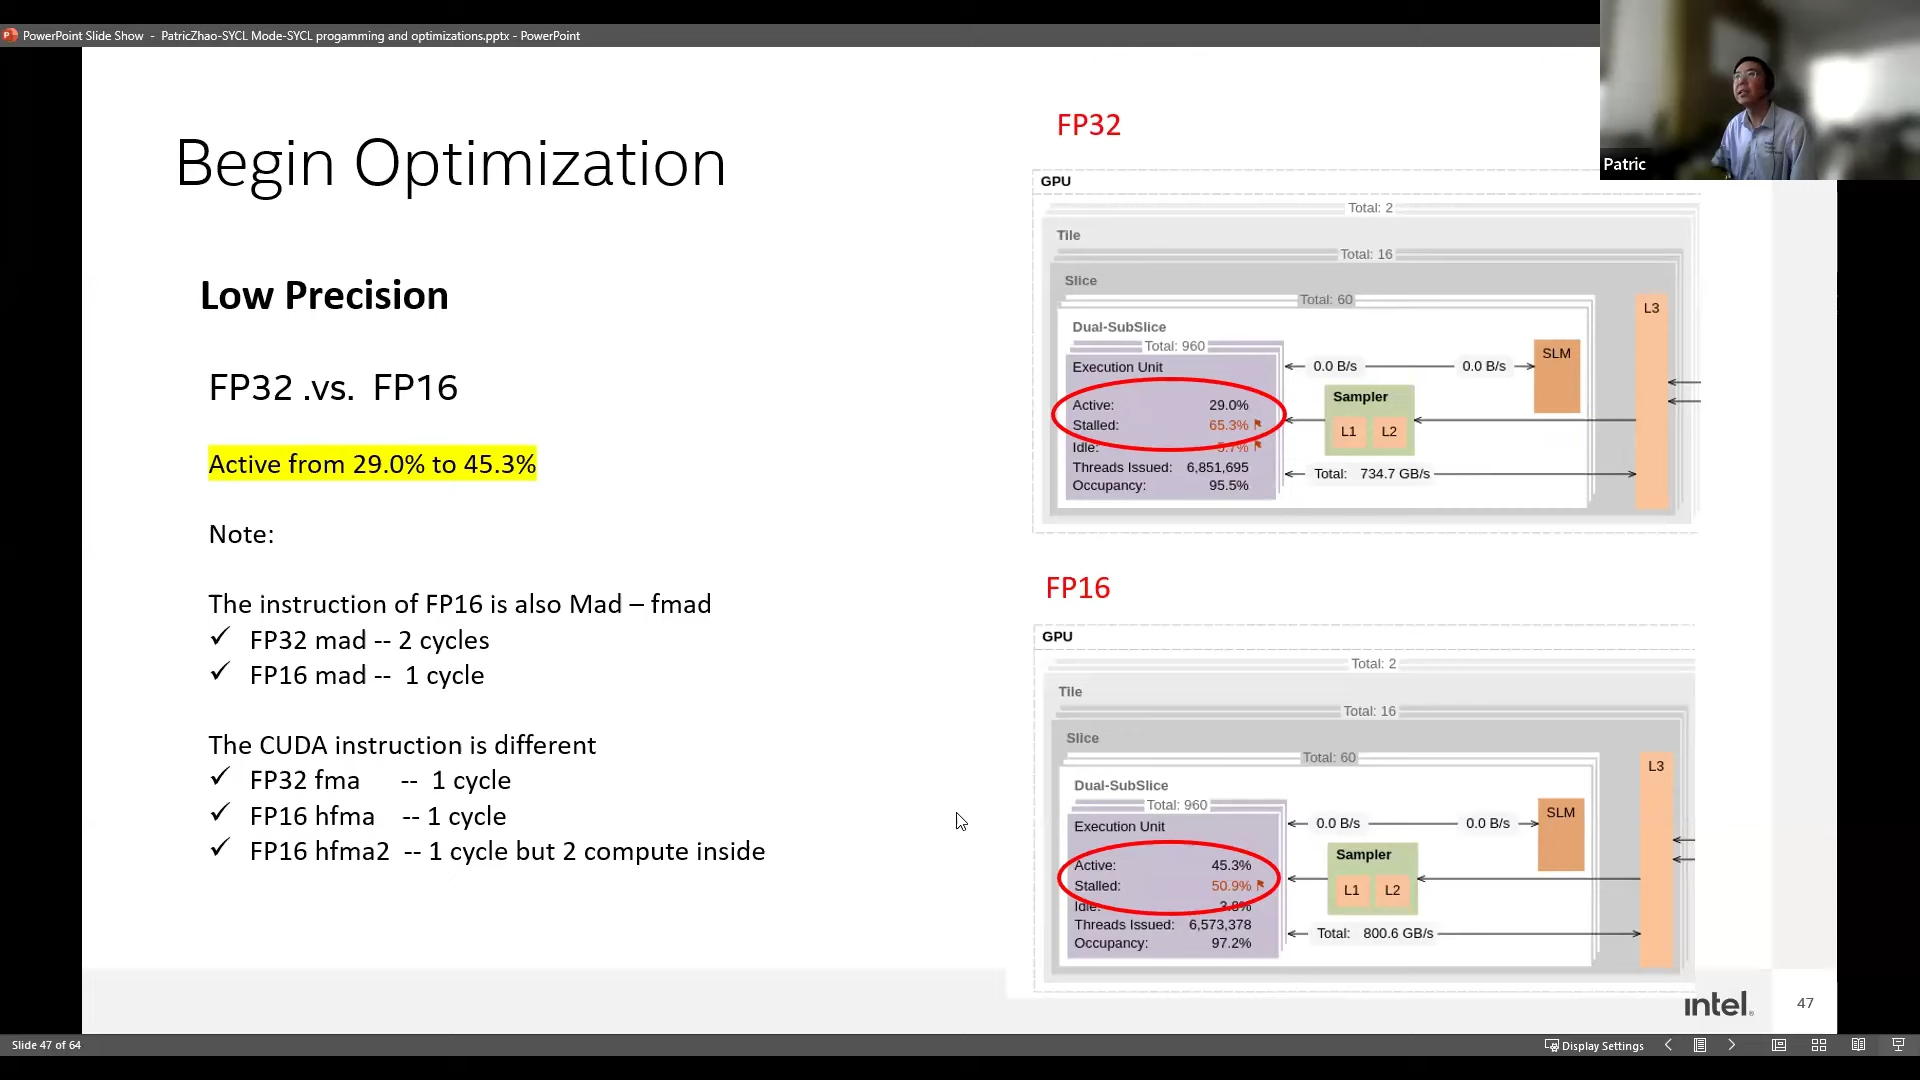 PowerPoint Slide Show - PatricZhao-SYCL Mode-SYCL progamming and optimizations.pptx - PowerPoint
Patric
Begin Optimization
Low Precision
FP32 .vs. FP16
Active from 29.0% to 45.3%
Note:
The instruction of FP16 is also Mad – fmad
✓ FP32 mad -- 2 cycles
✓ FP16 mad -- 1 cycle
The CUDA instruction is different
✓ FP32 fma -- 1 cycle
✓ FP16 hfma -- 1 cycle
✓ FP16 hfma2 -- 1 cycle but 2 compute inside
FP32
GPU
Total: 2
Tile
Total: 16
Slice
Total: 60
L3
Dual-SubSlice
Total: 960
Execution Unit
0.0 B/s
0.0 B/s
SLM
Sampler
L1 L2
Active: 29.0%
Stalled: 65.3%
Idle: 5.7%
Threads Issued: 6,851,695
Occupancy: 95.5%
Total: 734.7 GB/s
FP16
GPU
Total: 2
Tile
Total: 16
Slice
Total: 60
L3
Dual-SubSlice
Total: 960
Execution Unit
0.0 B/s
0.0 B/s
SLM
Sampler
L1 L2
Active: 45.3%
Stalled: 50.9%
Idle: 3.8%
Threads Issued: 6,573,378
Occupancy: 97.2%
Total: 800.6 GB/s
intel.
47
Slide 47 of 64
Display Settings